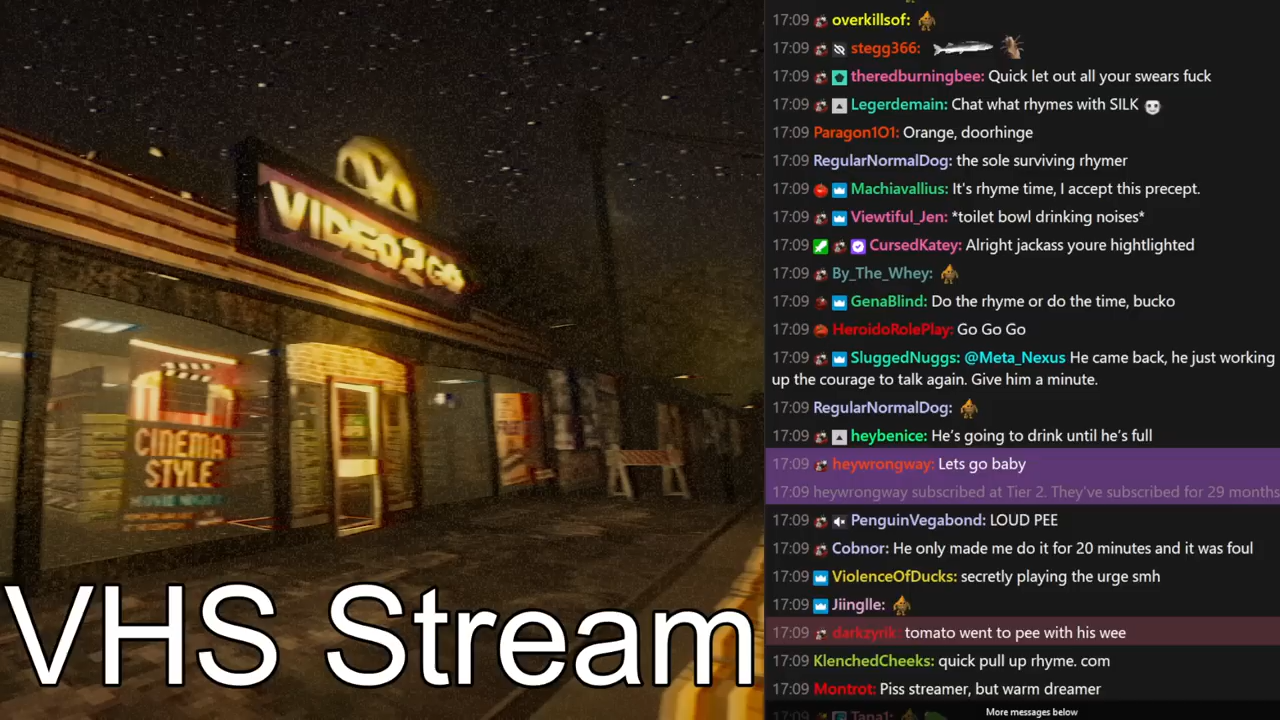 VIDEO2GO
CINEMA
STYLE
VHS Stream
17:09 overkillsof:
17:09 stegg366:
17:09 theredburningbee: Quick let out all your swears fuck
17:09 Legerdemain: Chat what rhymes with SILK
17:09 Paragon1O1: Orange, doorhinge
17:09 RegularNormalDog: the sole surviving rhymer
17:09 Machiavallius: It's rhyme time, I accept this precept.
17:09 Viewtiful_Jen: *toilet bowl drinking noises*
17:09 CursedKatey: Alright jackass youre hightlighted
17:09 By_The_Whey:
17:09 GenaBlind: Do the rhyme or do the time, bucko
17:09 HeroidoRolePlay: Go Go Go
17:09 SluggedNuggs: @Meta_Nexus He came back, he just working
up the courage to talk again. Give him a minute.
17:09 RegularNormalDog:
17:09 heybenice: He's going to drink until he's full
17:09 heywrongway: Lets go baby
17:09 heywrongway subscribed at Tier 2. They've subscribed for 29 months
17:09 PenguinVegabond: LOUD PEE
17:09 Cobnor: He only made me do it for 20 minutes and it was foul
17:09 ViolenceOfDucks: secretly playing the urge smh
17:09 Jiinglle:
17:09 darkzyrik: tomato went to pee with his wee
17:09 KlenchedCheeks: quick pull up rhyme. com
17:09 Montrot: Piss streamer, but warm dreamer
17:09 Tana1:
More messages below